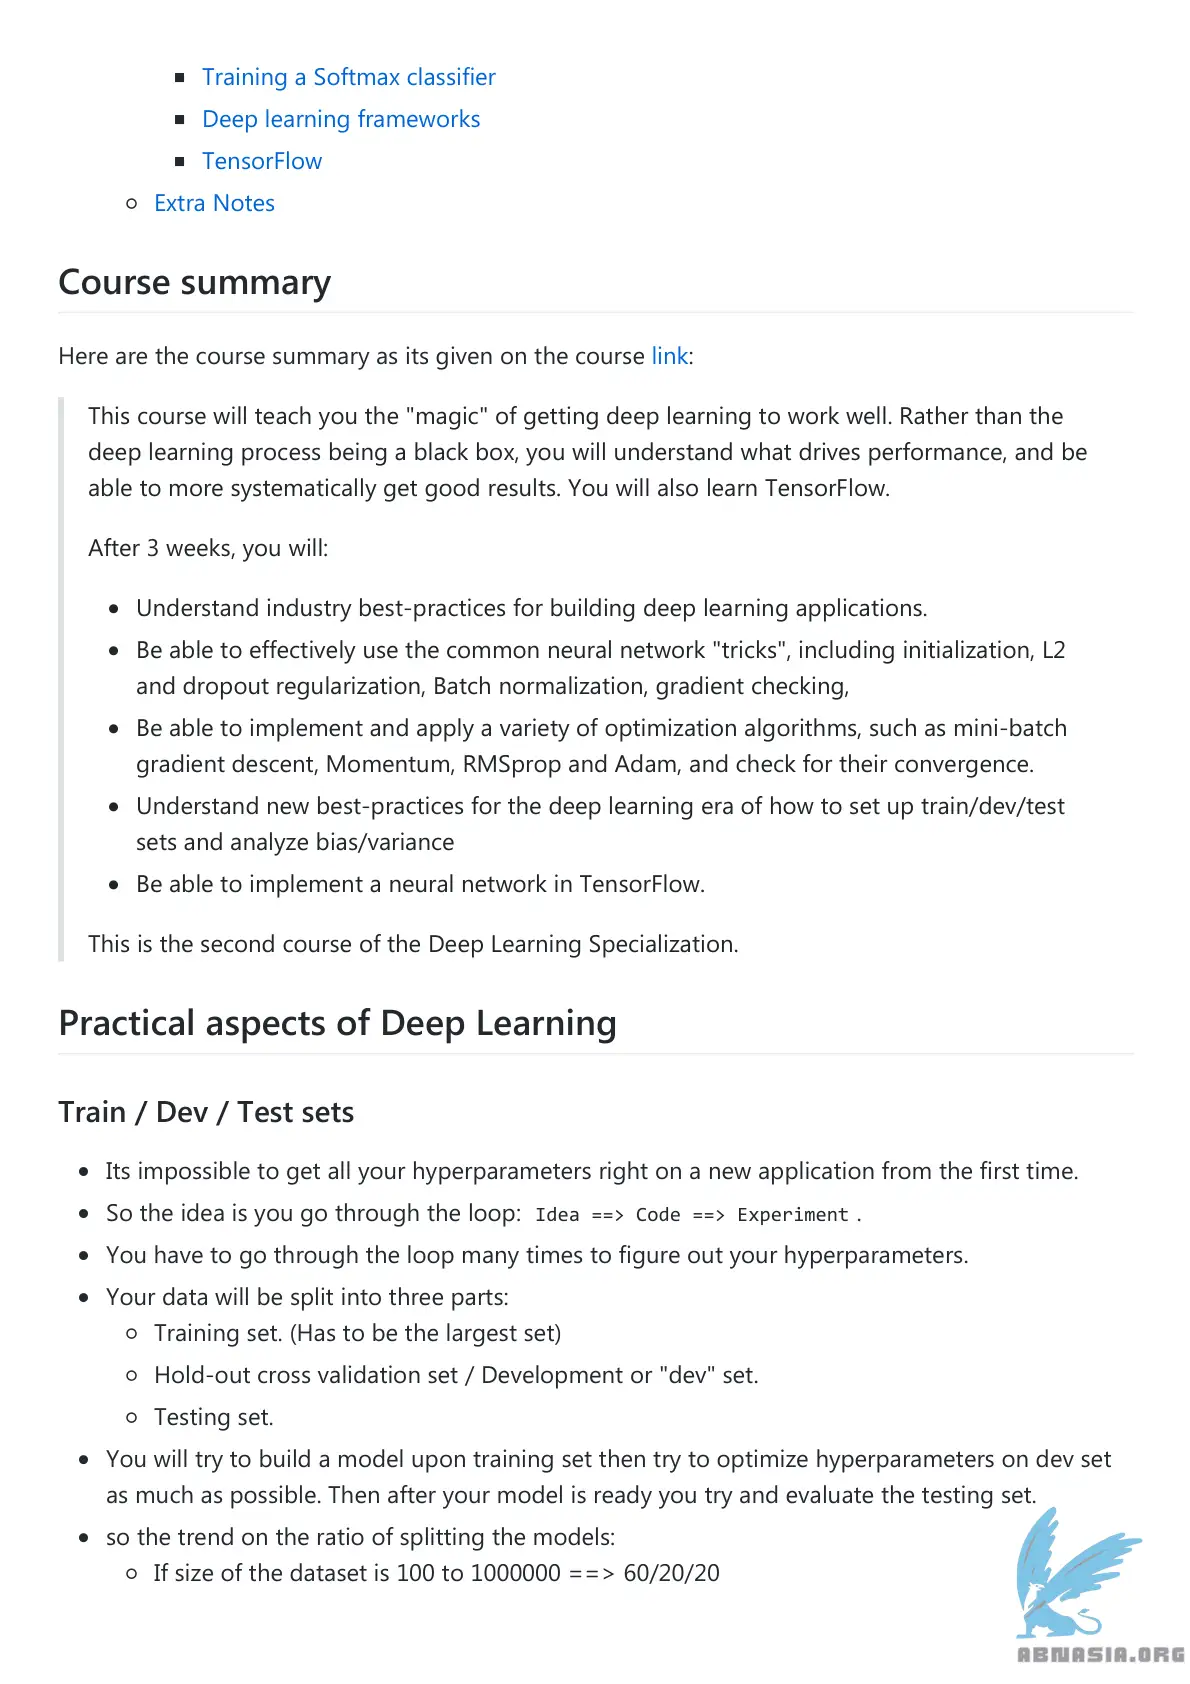 Training a Softmax classifier
Deep learning frameworks
TensorFlow
Extra Notes
Course summary
Here are the course summary as its given on the course link:
This course will teach you the "magic" of getting deep learning to work well. Rather than the
deep learning process being a black box, you will understand what drives performance, and be
able to more systematically get good results. You will also learn TensorFlow.
After 3 weeks, you will:
Understand industry best-practices for building deep learning applications.
Be able to effectively use the common neural network "tricks", including initialization, L2
and dropout regularization, Batch normalization, gradient checking,
Be able to implement and apply a variety of optimization algorithms, such as mini-batch
gradient descent, Momentum, RMSprop and Adam, and check for their convergence.
Understand new best-practices for the deep learning era of how to set up train/dev/test
sets and analyze bias/variance
Be able to implement a neural network in TensorFlow.
This is the second course of the Deep Learning Specialization.
Practical aspects of Deep Learning
Train / Dev / Test sets
Its impossible to get all your hyperparameters right on a new application from the first time.
So the idea is you go through the loop: Idea ==> Code ==> Experiment .
You have to go through the loop many times to figure out your hyperparameters.
Your data will be split into three parts:
Training set. (Has to be the largest set)
Hold-out cross validation set / Development or "dev" set.
Testing set.
You will try to build a model upon training set then try to optimize hyperparameters on dev set
as much as possible. Then after your model is ready you try and evaluate the testing set.
so the trend on the ratio of splitting the models:
If size of the dataset is 100 to 1000000 ==> 60/20/20
ABNASIA.ORG